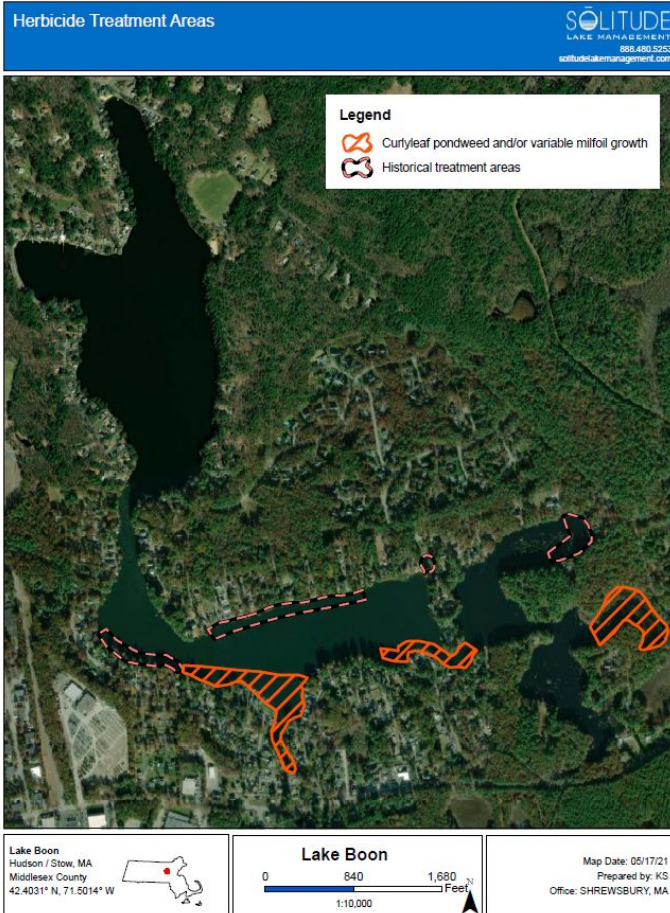 Herbicide Treatment Areas
SŌLITUDE
LAKE MANAGEMENT
888.480.5253
solitudelakemanagement.com
Legend
Curlyleaf pondweed and/or variable milfoil growth
Historical treatment areas
Lake Boon
Hudson / Stow, MA
Middlesex County
42.4031° N, 71.5014° W
Lake Boon
0 840 1,680
Feet
1:10,000
N
Map Date: 05/17/21
Prepared by: KS
Office: SHREWSBURY, MA